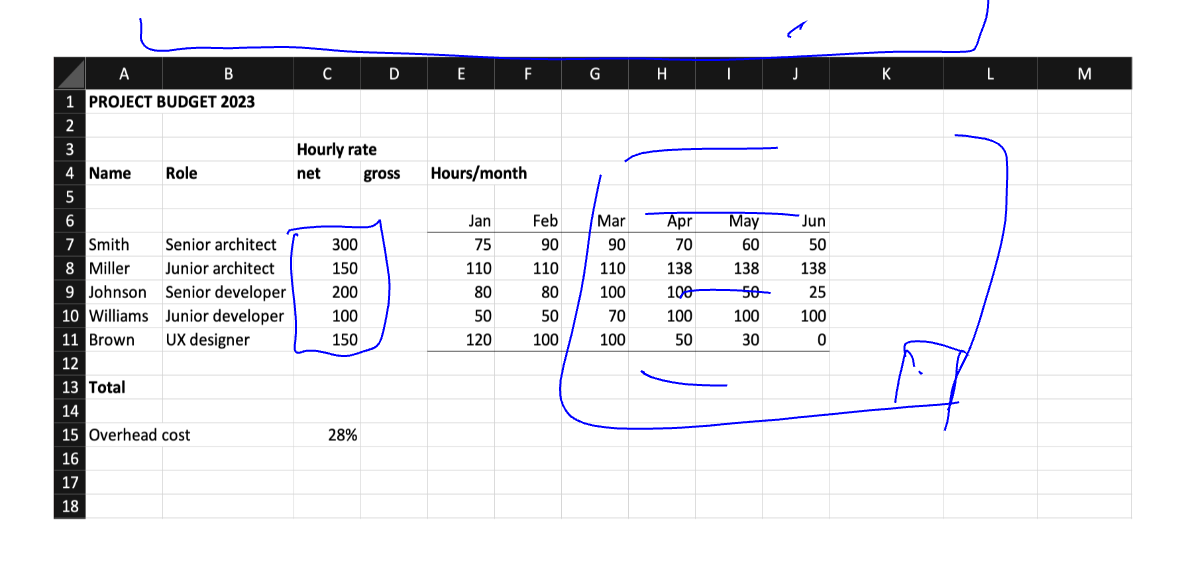 A B C D E F G H I J K L M
1 PROJECT BUDGET 2023
2
3 Hourly rate
4 Name Role net gross Hours/month
5
6 Jan Feb Mar Apr May Jun
7 Smith Senior architect 300 75 90 90 70 60 50
8 Miller Junior architect 150 110 110 110 138 138 138
9 Johnson Senior developer 200 80 80 100 100 50 25
10 Williams Junior developer 100 50 50 70 100 100 100
11 Brown UX designer 150 120 100 100 50 30 0
12
13 Total
14
15 Overhead cost 28%
16
17
18